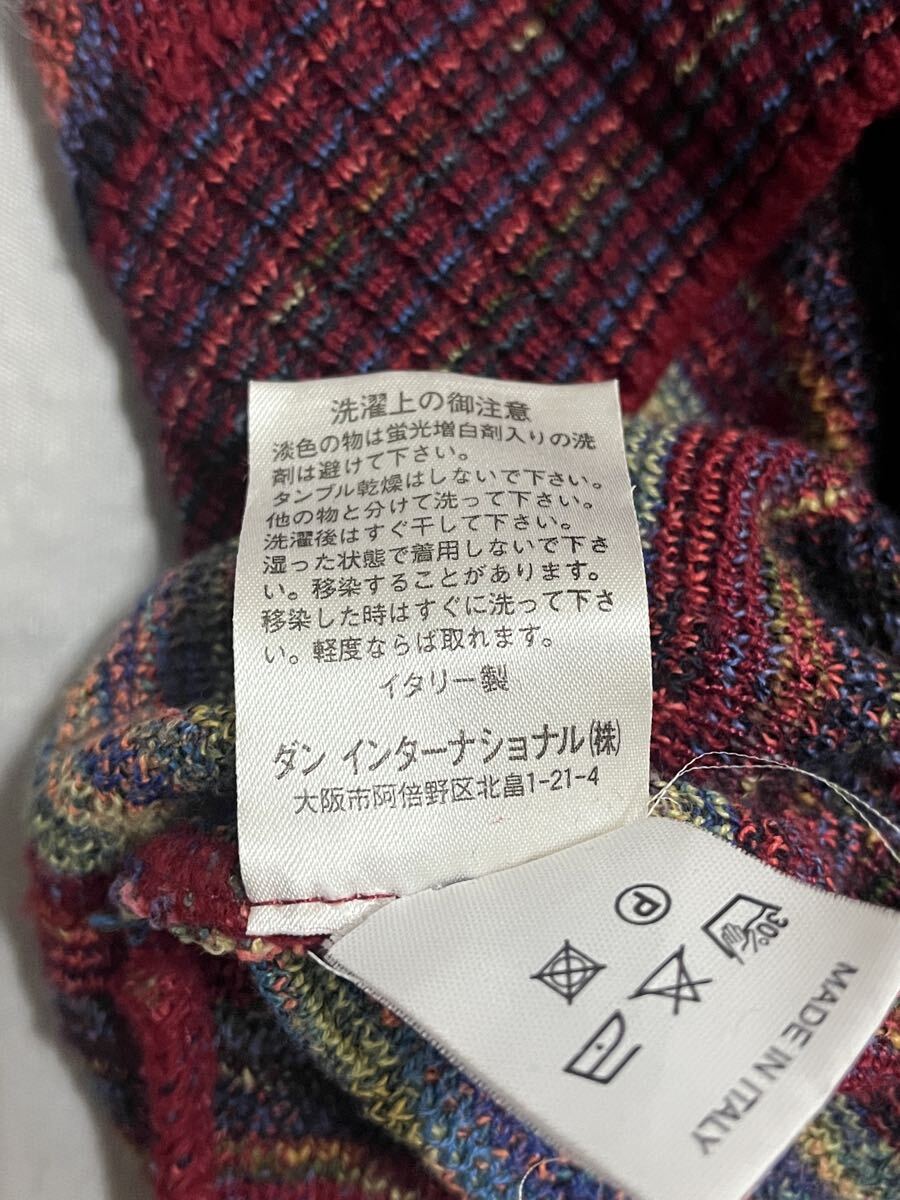 洗濯上の御注意
淡色の物は蛍光増白剤入りの洗
剤は避けて下さい。
タンブル乾燥はしないで下さい。
他の物と分けて洗って下さい。
洗濯後はすぐ干して下さい。
湿った状態で着用しないで下さ
い。移染することがあります。
移染した時はすぐに洗って下さ
い。軽度ならば取れます。
イタリー製
ダン インターナショナル(株)
大阪市阿倍野区北畠1-21-4
P
30%
MADE IN ITALY